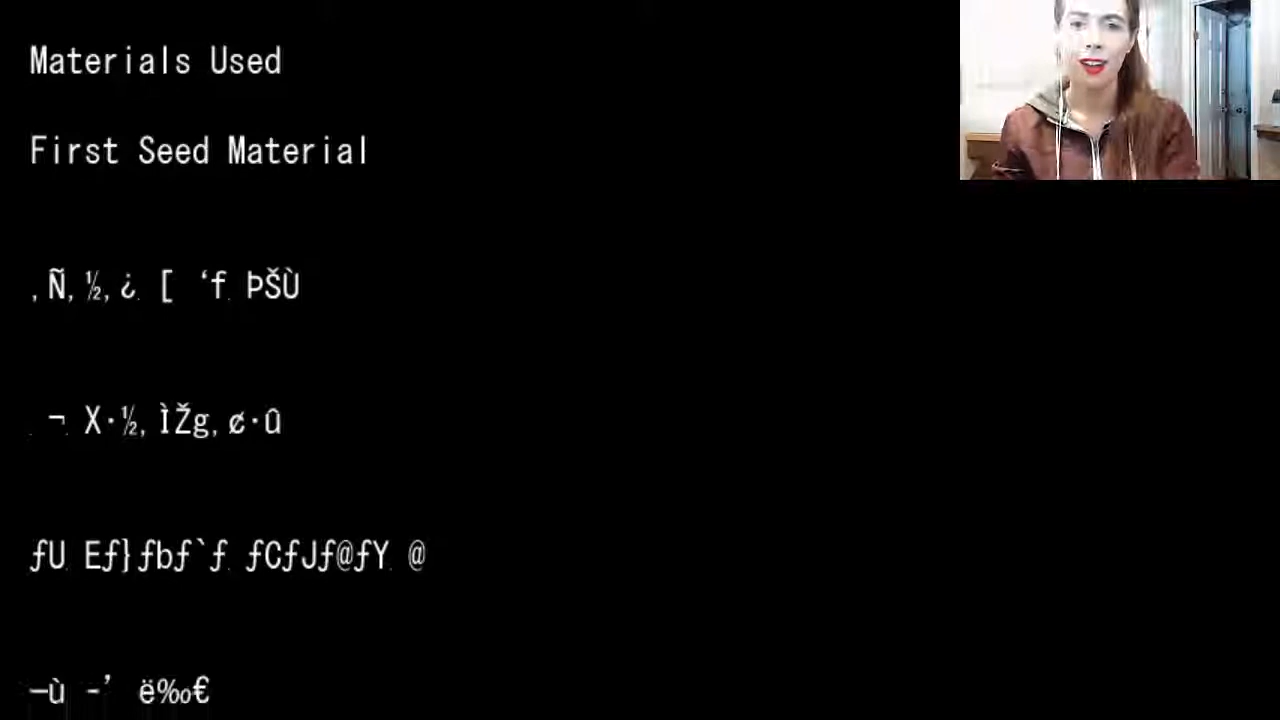 Materials Used
First Seed Material
‚Ñ‚½‚¿ [ ‘f ÞŠÙ
¬ X·½‚ÌŽg‚¢·û
ƒU Eƒ}ƒbƒ`ƒ ƒCƒJƒ@ƒY @
—ù –’ ë‰€